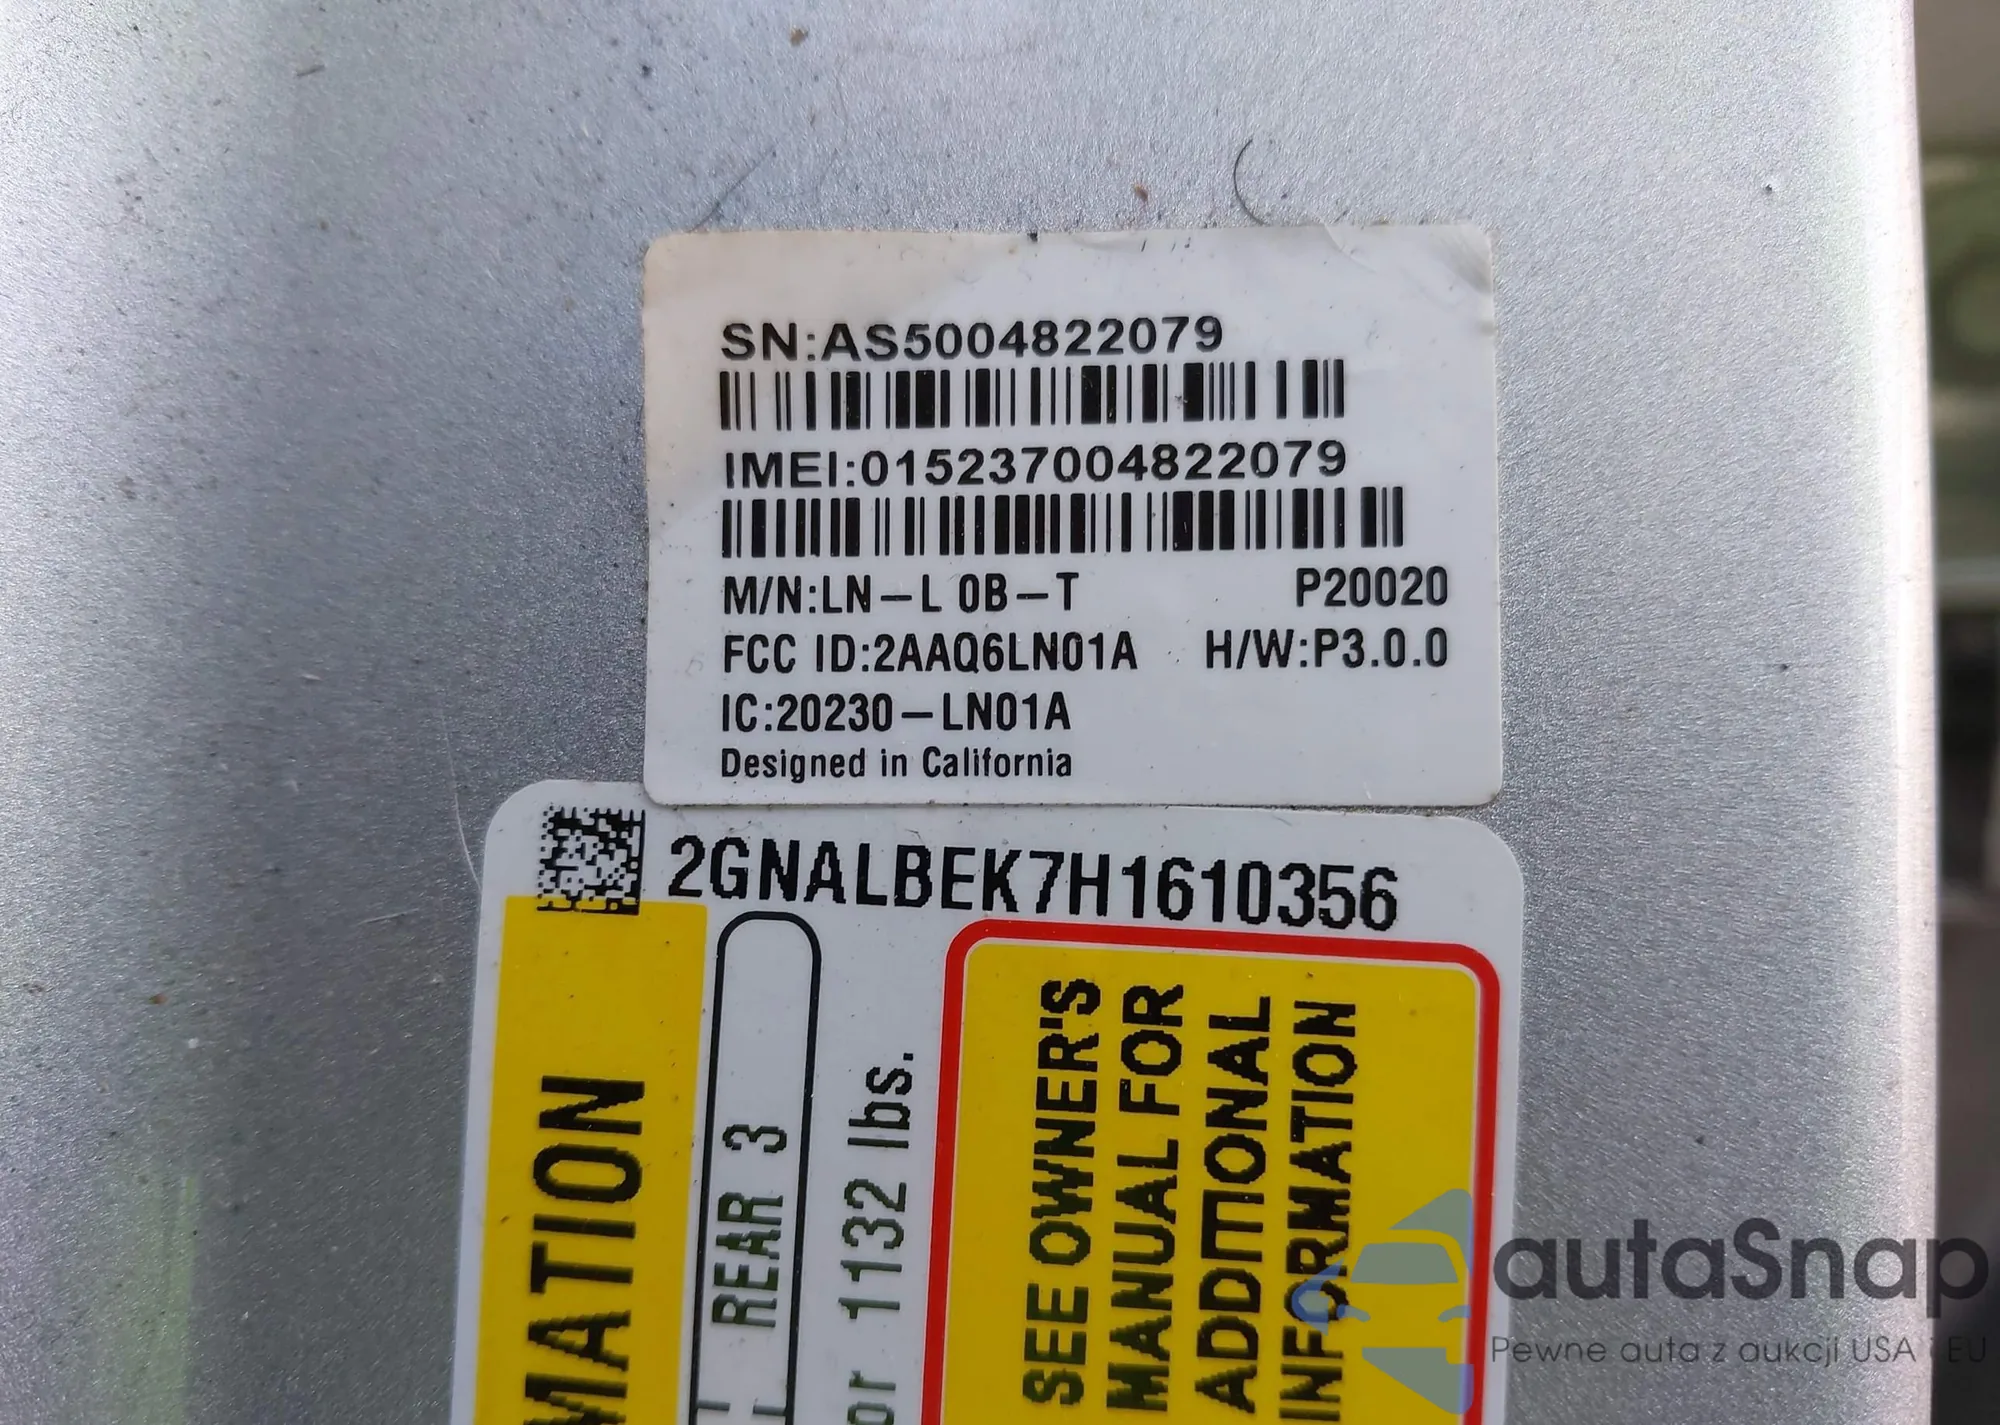 SN:AS5004822079
IMEI:015237004822079
M/N:LN-L 0B-T P20020
FCC ID:2AAQ6LN01A H/W:P3.0.0
IC:20230-LN01A
Designed in California
2GNALBEK7H1610356
MATION
REAR 3
or 1132 lbs.
SEE OWNER'S
MANUAL FOR
ADDITIONAL
INFORMATION
autaSnap
Pewne auta z aukcji USA i EU